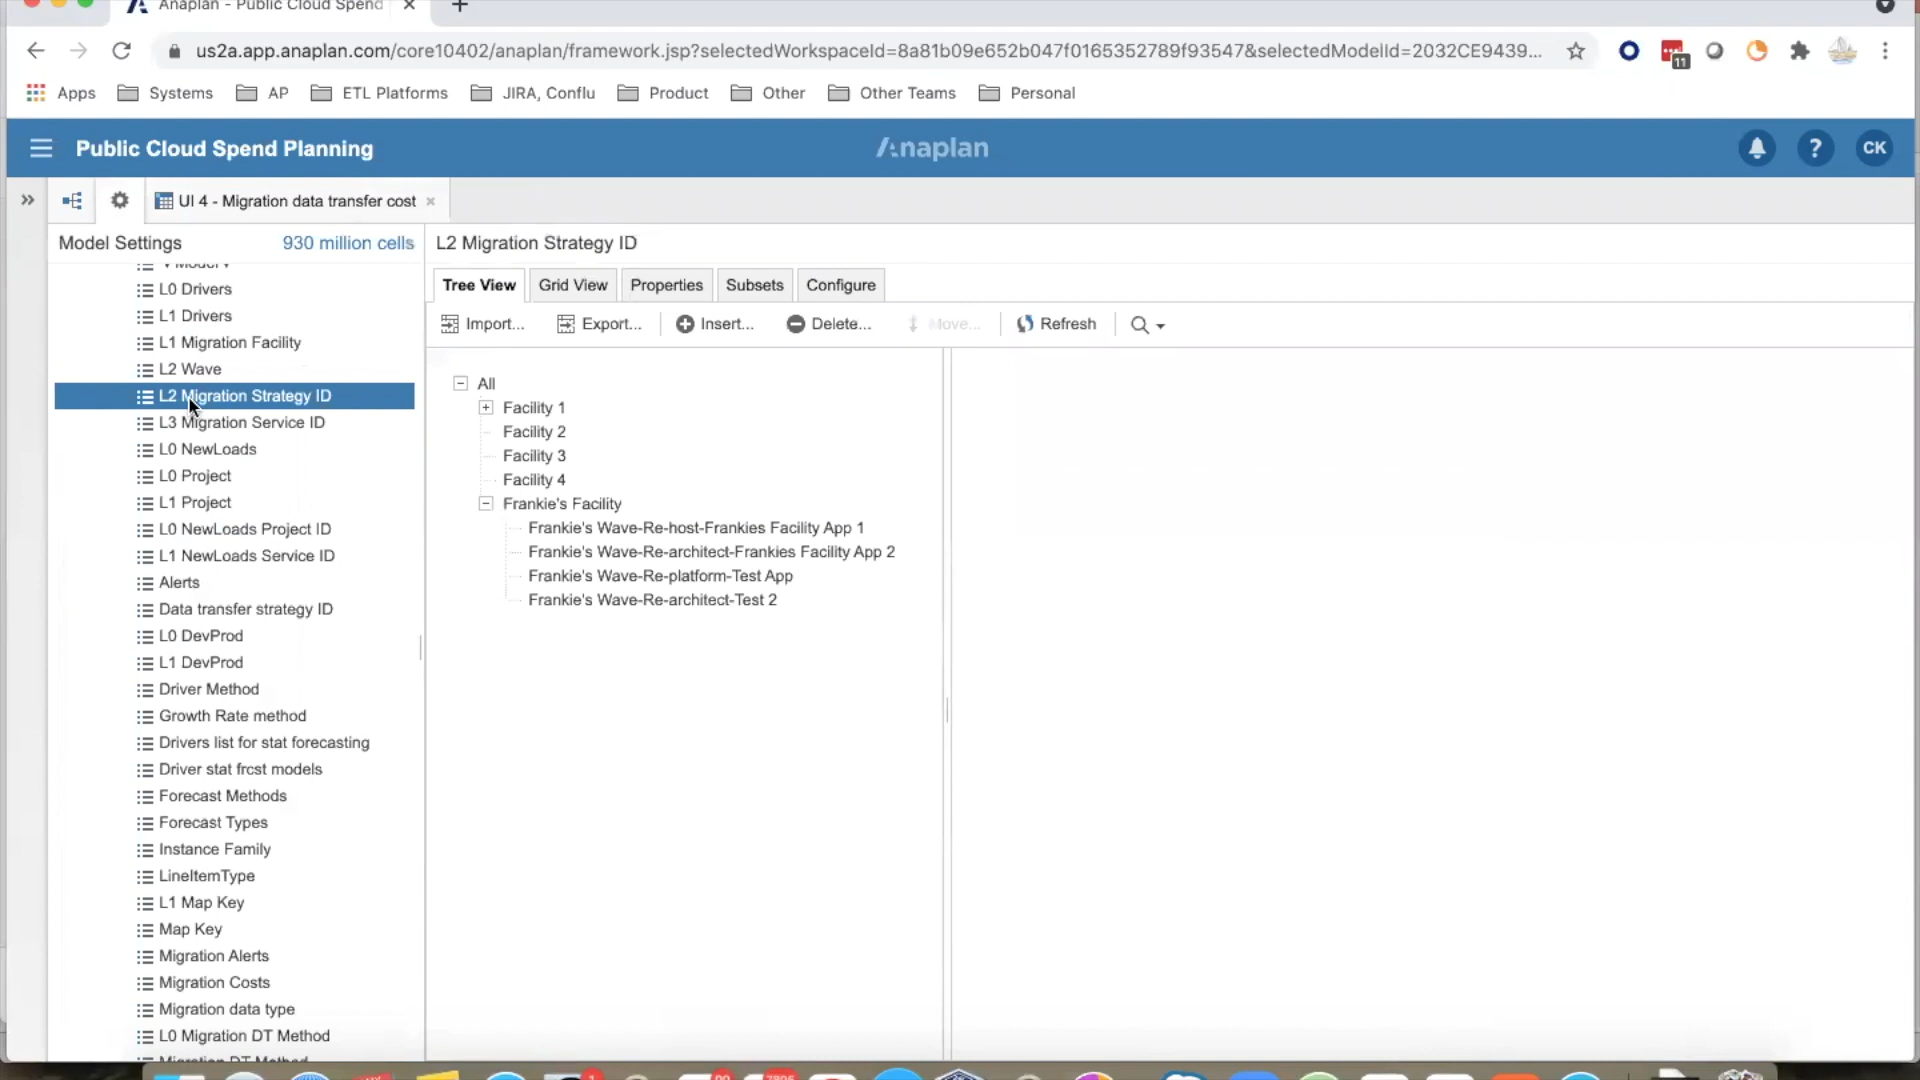 Anaplan - Public Cloud Spend
us2a.app.anaplan.com/core10402/anaplan/framework.jsp?selectedWorkspaceId=8a81b09e652b047f0165352789f93547&selectedModelId=2032CE9439...
11
Apps Systems AP ETL Platforms JIRA, Conflu Product Other Other Teams Personal
Public Cloud Spend Planning
Anaplan
? CK
UI 4 - Migration data transfer cost
Model Settings 930 million cells
L0 Drivers
L1 Drivers
L1 Migration Facility
L2 Wave
L2 Migration Strategy ID
L3 Migration Service ID
L0 NewLoads
L0 Project
L1 Project
L0 NewLoads Project ID
L1 NewLoads Service ID
Alerts
Data transfer strategy ID
L0 DevProd
L1 DevProd
Driver Method
Growth Rate method
Drivers list for stat forecasting
Driver stat frcst models
Forecast Methods
Forecast Types
Instance Family
LineItemType
L1 Map Key
Map Key
Migration Alerts
Migration Costs
Migration data type
L0 Migration DT Method
Migration DT Method
L2 Migration Strategy ID
Tree View Grid View Properties Subsets Configure
Import... Export... Insert... Delete... Move... Refresh
All
Facility 1
Facility 2
Facility 3
Facility 4
Frankie's Facility
Frankie's Wave-Re-host-Frankies Facility App 1
Frankie's Wave-Re-architect-Frankies Facility App 2
Frankie's Wave-Re-platform-Test App
Frankie's Wave-Re-architect-Test 2